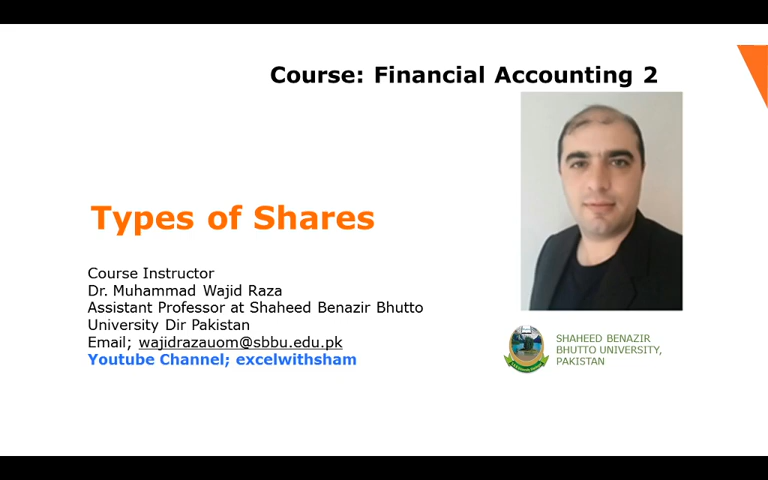 Course: Financial Accounting 2
Types of Shares
Course Instructor
Dr. Muhammad Wajid Raza
Assistant Professor at Shaheed Benazir Bhutto
University Dir Pakistan
Email; wajidrazauom@sbbu.edu.pk
Youtube Channel; excelwithsham
SHAHEED BENAZIR
BHUTTO UNIVERSITY,
PAKISTAN